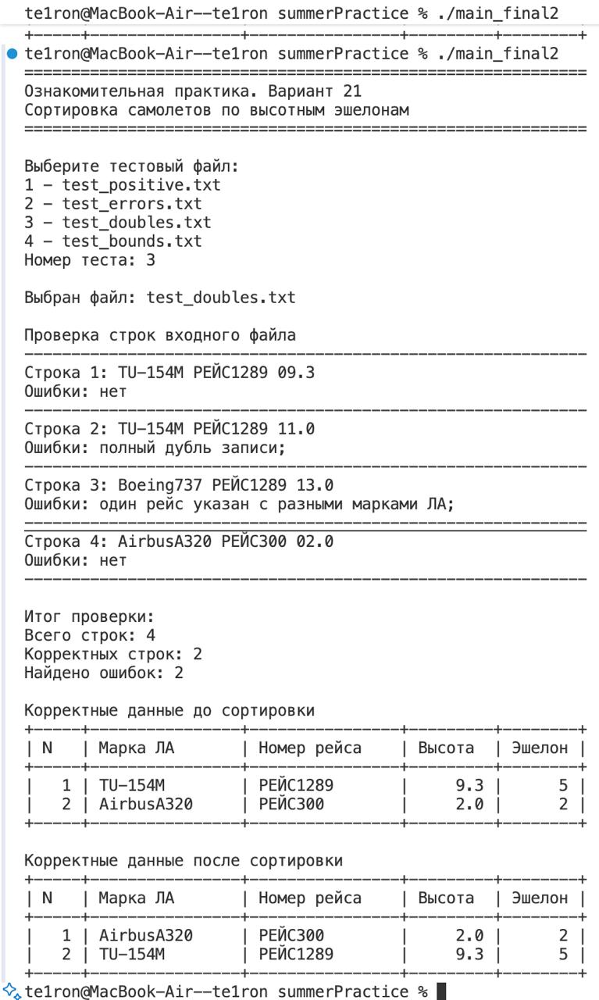 te1ron@MacBook-Air--te1ron summerPractice % ./main_final2
+-----+----------------+----------------+---------+--------+
te1ron@MacBook-Air--te1ron summerPractice % ./main_final2
============================================================
Ознакомительная практика. Вариант 21
Сортировка самолетов по высотным эшелонам
============================================================
Выберите тестовый файл:
1 - test_positive.txt
2 - test_errors.txt
3 - test_doubles.txt
4 - test_bounds.txt
Номер теста: 3
Выбран файл: test_doubles.txt
Проверка строк входного файла
------------------------------------------------------------
Строка 1: TU-154M РЕЙС1289 09.3
Ошибки: нет
------------------------------------------------------------
Строка 2: TU-154M РЕЙС1289 11.0
Ошибки: полный дубль записи;
------------------------------------------------------------
Строка 3: Boeing737 РЕЙС1289 13.0
Ошибки: один рейс указан с разными марками ЛА;
------------------------------------------------------------
Строка 4: AirbusA320 РЕЙС300 02.0
Ошибки: нет
------------------------------------------------------------
Итог проверки:
Всего строк: 4
Корректных строк: 2
Найдено ошибок: 2
Корректные данные до сортировки
+-----+----------------+----------------+---------+--------+
| N   | Марка ЛА       | Номер рейса    | Высота  | Эшелон |
+-----+----------------+----------------+---------+--------+
|   1 | TU-154M        | РЕЙС1289       |     9.3 |      5 |
|   2 | AirbusA320     | РЕЙС300        |     2.0 |      2 |
+-----+----------------+----------------+---------+--------+
Корректные данные после сортировки
+-----+----------------+----------------+---------+--------+
| N   | Марка ЛА       | Номер рейса    | Высота  | Эшелон |
+-----+----------------+----------------+---------+--------+
|   1 | AirbusA320     | РЕЙС300        |     2.0 |      2 |
|   2 | TU-154M        | РЕЙС1289       |     9.3 |      5 |
+-----+----------------+----------------+---------+--------+
te1ron@MacBook-Air--te1ron summerPractice %